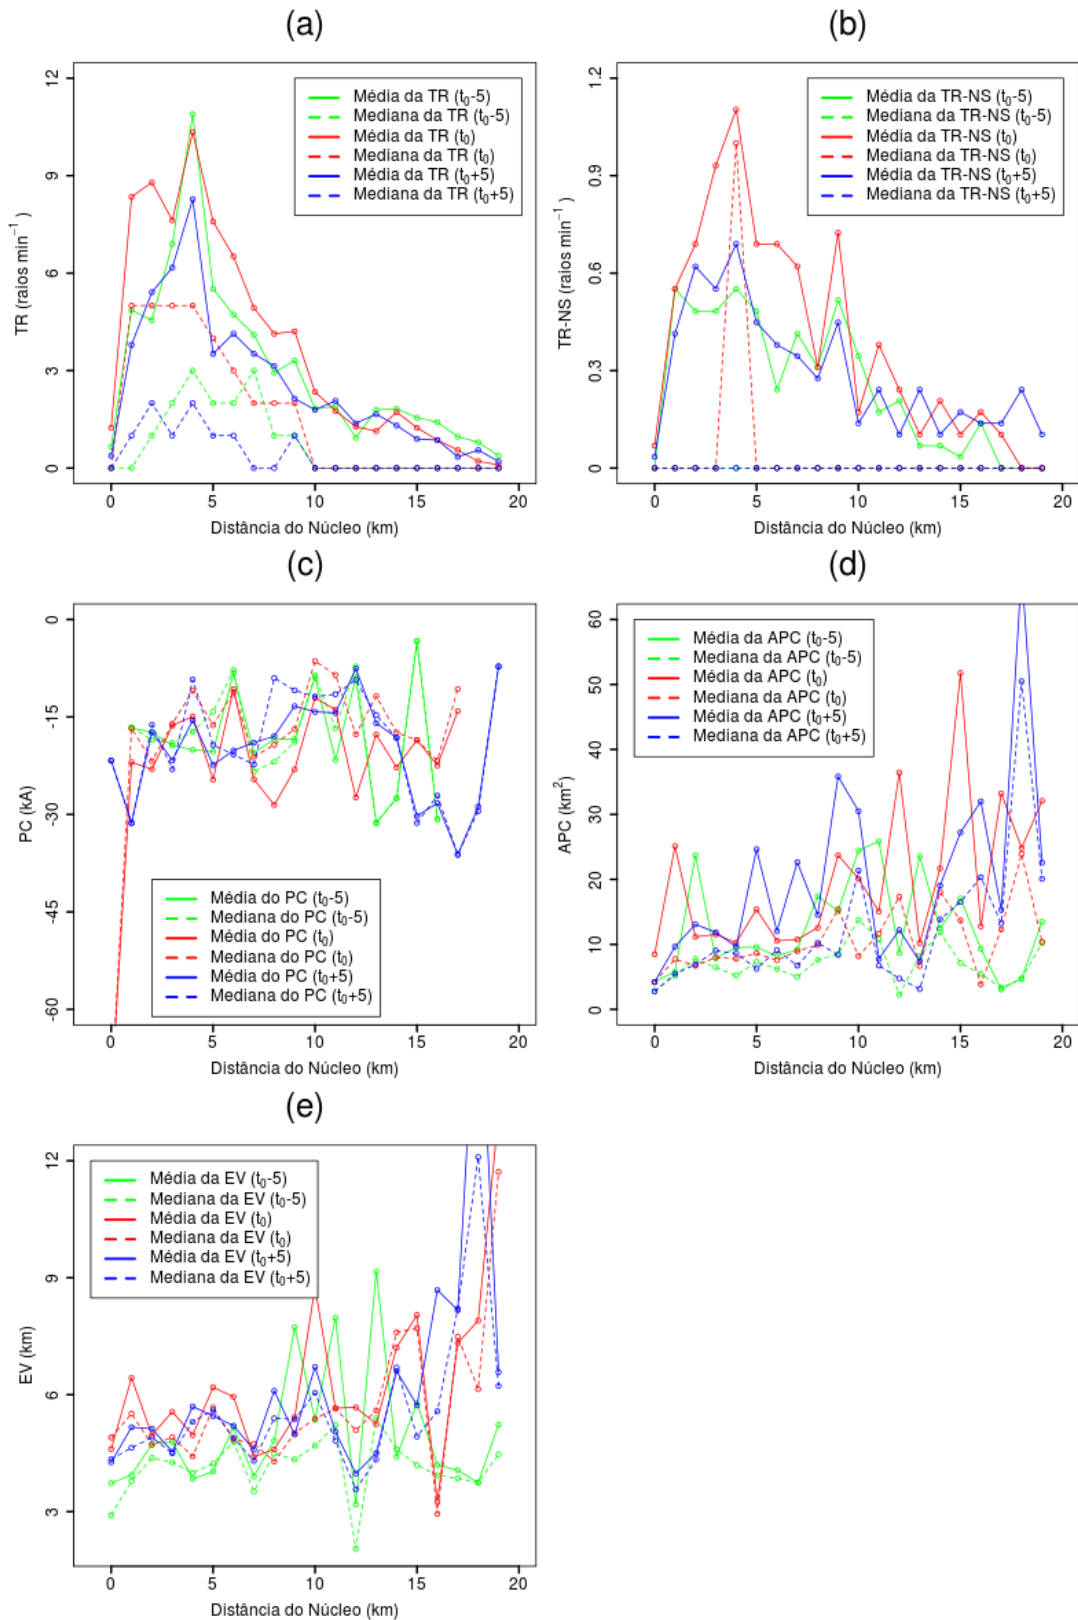 (a)
TR (raios min⁻¹)
12
9
6
3
0
Média da TR (t₀-5)
Mediana da TR (t₀-5)
Média da TR (t₀)
Mediana da TR (t₀)
Média da TR (t₀+5)
Mediana da TR (t₀+5)
0 5 10 15 20
Distância do Núcleo (km)
(b)
TR-NS (raios min⁻¹)
1.2
0.9
0.6
0.3
0
Média da TR-NS (t₀-5)
Mediana da TR-NS (t₀-5)
Média da TR-NS (t₀)
Mediana da TR-NS (t₀)
Média da TR-NS (t₀+5)
Mediana da TR-NS (t₀+5)
0 5 10 15 20
Distância do Núcleo (km)
(c)
PC (kA)
0
-15
-30
-45
-60
Média do PC (t₀-5)
Mediana do PC (t₀-5)
Média do PC (t₀)
Mediana do PC (t₀)
Média do PC (t₀+5)
Mediana do PC (t₀+5)
0 5 10 15 20
Distância do Núcleo (km)
(d)
APC (km²)
60
50
40
30
20
10
0
Média da APC (t₀-5)
Mediana da APC (t₀-5)
Média da APC (t₀)
Mediana da APC (t₀)
Média da APC (t₀+5)
Mediana da APC (t₀+5)
0 5 10 15 20
Distância do Núcleo (km)
(e)
EV (km)
12
9
6
3
Média da EV (t₀-5)
Mediana da EV (t₀-5)
Média da EV (t₀)
Mediana da EV (t₀)
Média da EV (t₀+5)
Mediana da EV (t₀+5)
0 5 10 15 20
Distância do Núcleo (km)